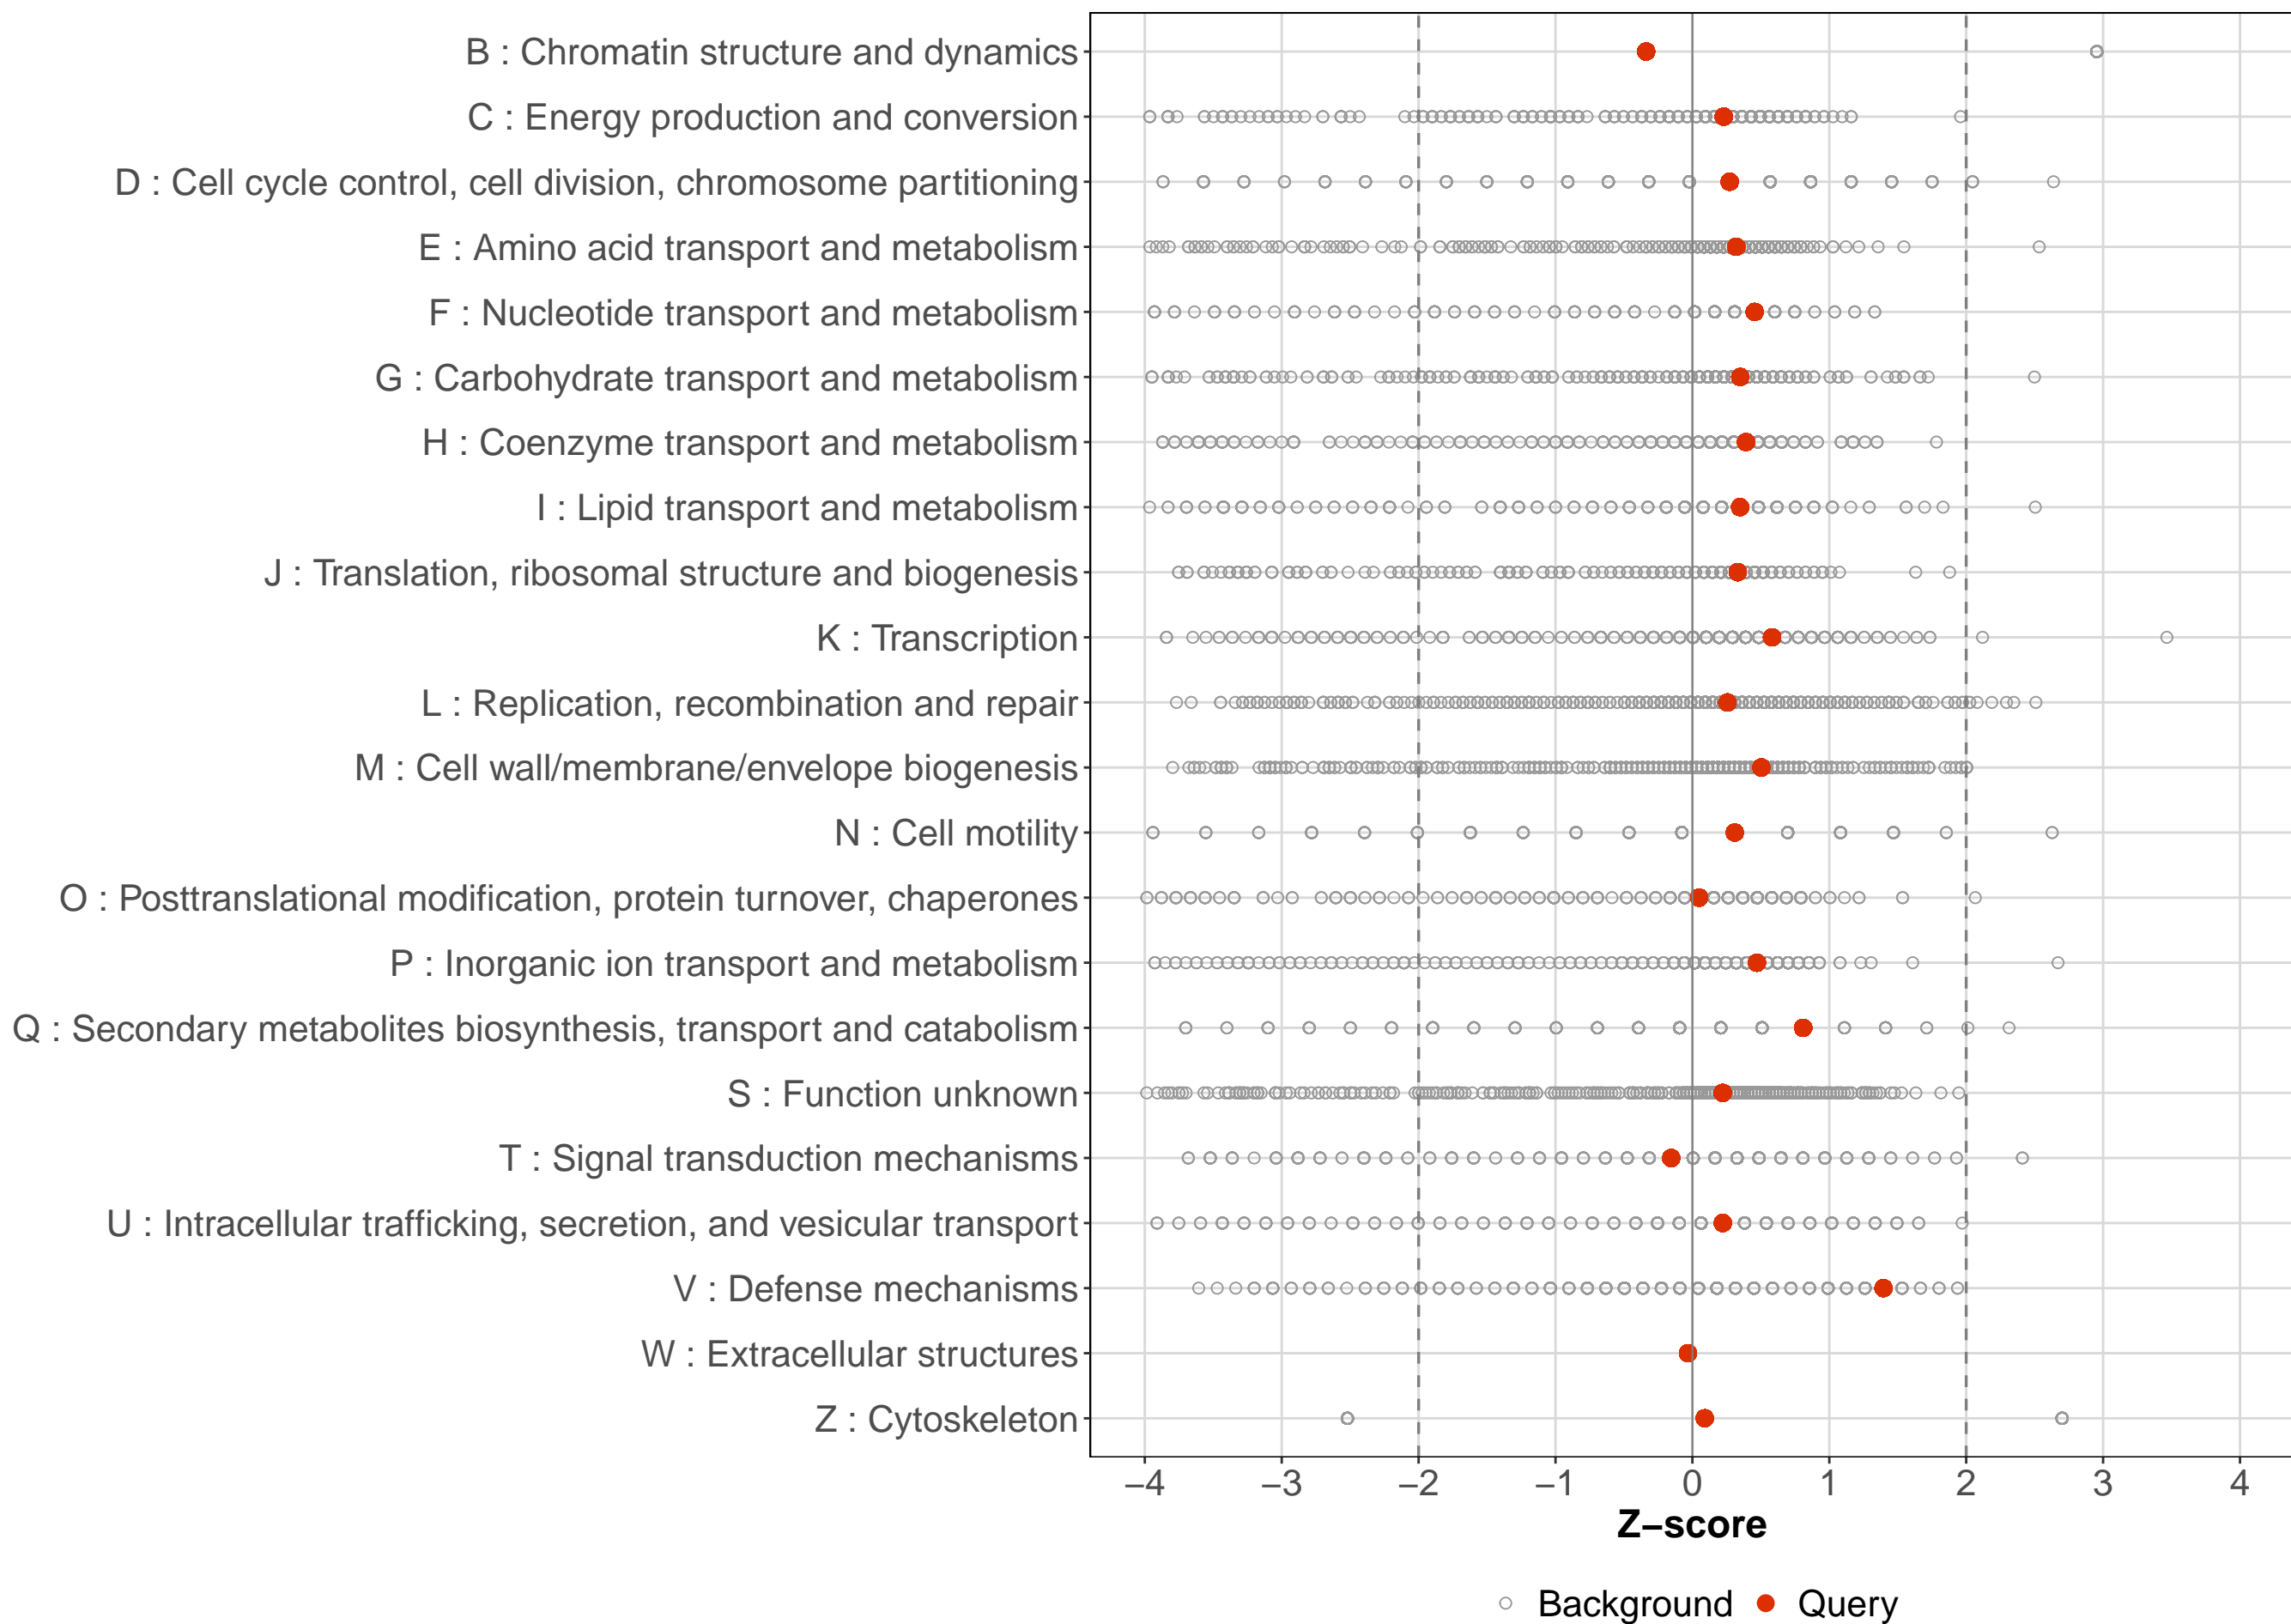 B : Chromatin structure and dynamics
C : Energy production and conversion
D : Cell cycle control, cell division, chromosome partitioning
E : Amino acid transport and metabolism
F : Nucleotide transport and metabolism
G : Carbohydrate transport and metabolism
H : Coenzyme transport and metabolism
I : Lipid transport and metabolism
J : Translation, ribosomal structure and biogenesis
K : Transcription
L : Replication, recombination and repair
M : Cell wall/membrane/envelope biogenesis
N : Cell motility
O : Posttranslational modification, protein turnover, chaperones
P : Inorganic ion transport and metabolism
Q : Secondary metabolites biosynthesis, transport and catabolism
S : Function unknown
T : Signal transduction mechanisms
U : Intracellular trafficking, secretion, and vesicular transport
V : Defense mechanisms
W : Extracellular structures
Z : Cytoskeleton
−4 −3 −2 −1 0 1 2 3 4
Z−score
Background Query